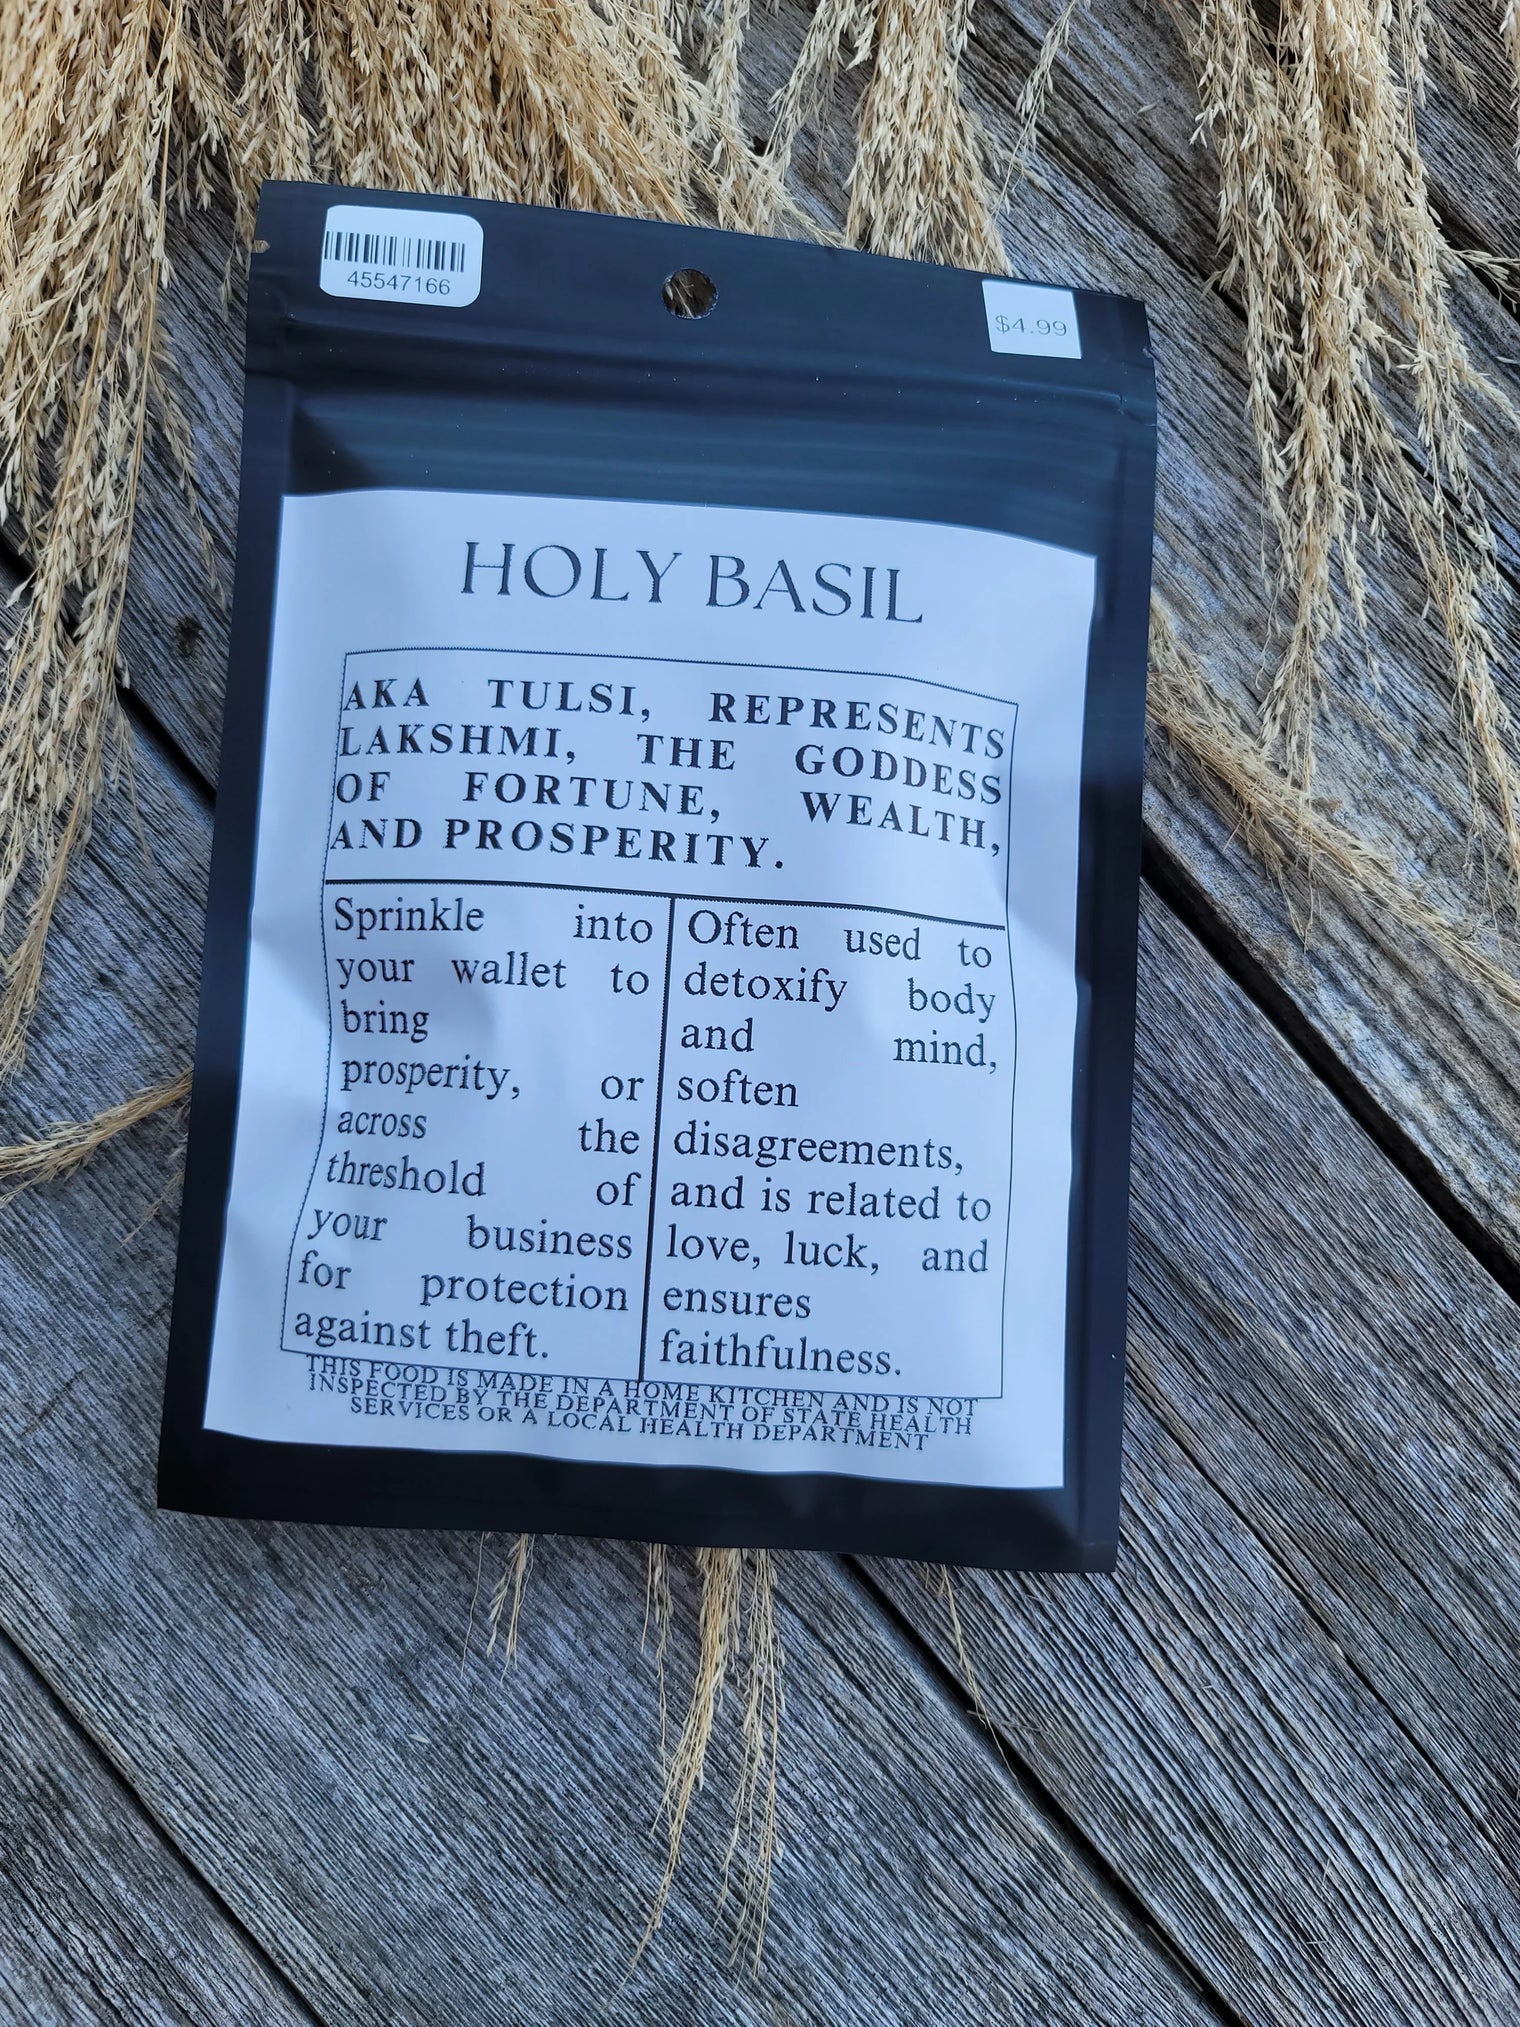 45547166
$4.99
HOLY BASIL
AKA TULSI, REPRESENTS
LAKSHMI, THE GODDESS
OF FORTUNE, WEALTH,
AND PROSPERITY.
Sprinkle into
your wallet to
bring
prosperity, or
across the
threshold of
your business
for protection
against theft.
Often used to
detoxify body
and mind,
soften
disagreements,
and is related to
love, luck, and
ensures
faithfulness.
THIS FOOD IS MADE IN A HOME KITCHEN AND IS NOT
INSPECTED BY THE DEPARTMENT OF STATE HEALTH
SERVICES OR A LOCAL HEALTH DEPARTMENT